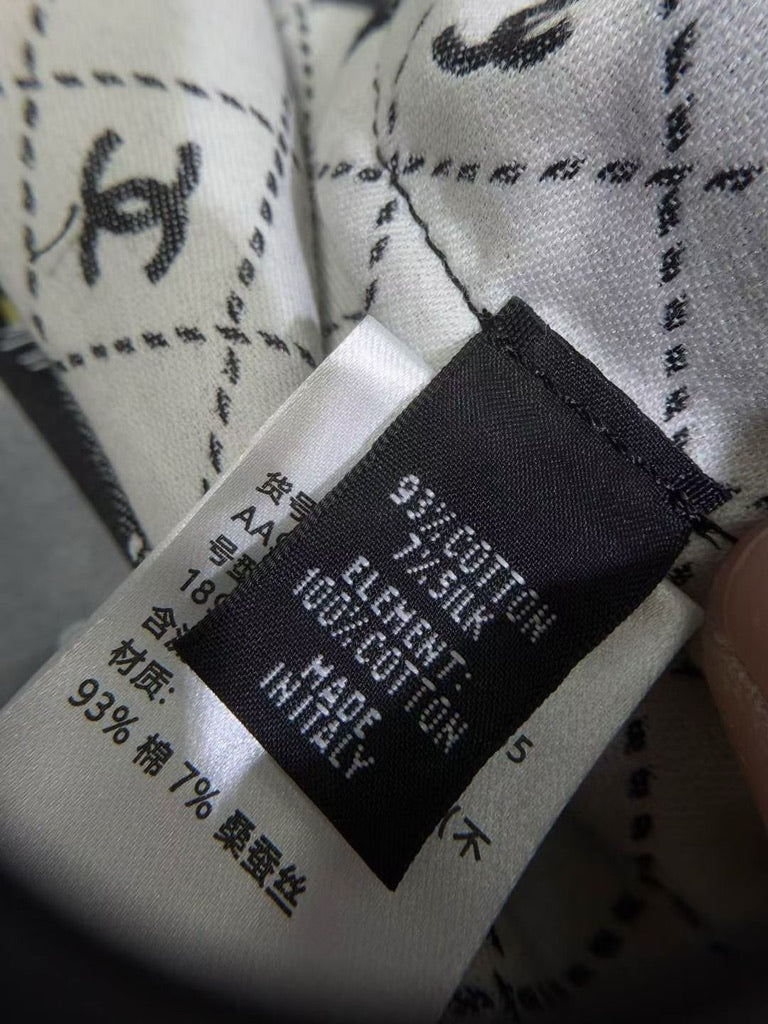 93% COTTON
7% SILK
ELEMENT:
100% COTTON
MADE
IN ITALY
货号
AA
号型
18
含
材质:
93% 棉 7% 桑蚕丝
5
不